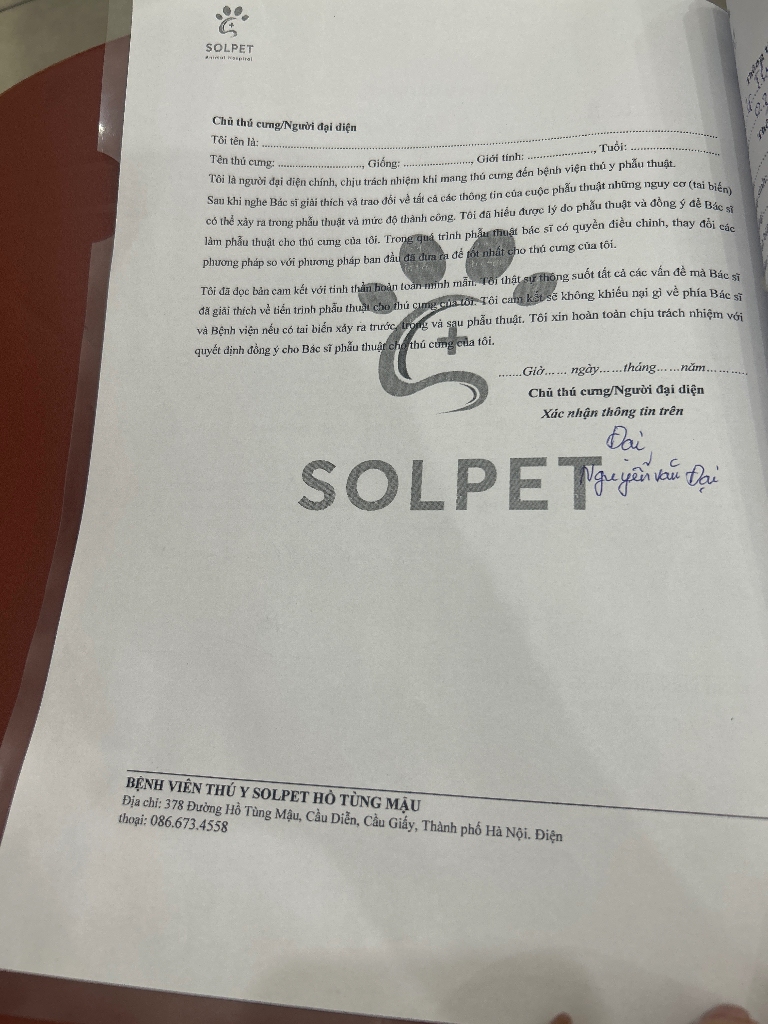 SOLPET
Animal Hospital
Chủ thú cưng/Người đại diện
Tôi tên là: ........................................................................
Tên thú cưng: ........................, Giống: ...................., Giới tính: ...................., Tuổi: ........................
Tôi là người đại diện chính, chịu trách nhiệm khi mang thú cưng đến bệnh viện thú y phẫu thuật.
Sau khi nghe Bác sĩ giải thích và trao đổi về tất cả các thông tin của cuộc phẫu thuật những nguy cơ (tai biến)
có thể xảy ra trong phẫu thuật và mức độ thành công. Tôi đã hiểu được lý do phẫu thuật và đồng ý để Bác sĩ
làm phẫu thuật cho thú cưng của tôi. Trong quá trình phẫu thuật bác sĩ có quyền điều chỉnh, thay đổi các
phương pháp so với phương pháp ban đầu đã đưa ra để tốt nhất cho thú cưng của tôi.
Tôi đã đọc bản cam kết với tinh thần hoàn toàn minh mẫn. Tôi thật sự thông suốt tất cả các vấn đề mà Bác sĩ
đã giải thích về tiến trình phẫu thuật cho thú cưng của tôi. Tôi cam kết sẽ không khiếu nại gì về phía Bác sĩ
và Bệnh viện nếu có tai biến xảy ra trước, trong và sau phẫu thuật. Tôi xin hoàn toàn chịu trách nhiệm với
quyết định đồng ý cho Bác sĩ phẫu thuật cho thú cưng của tôi.
.......Giờ...... ngày......tháng......năm...........
Chủ thú cưng/Người đại diện
Xác nhận thông tin trên
Đại
Nguyễn Văn Đại
SOLPET
BỆNH VIÊN THÚ Y SOLPET HỒ TÙNG MẬU
Địa chỉ: 378 Đường Hồ Tùng Mậu, Cầu Diễn, Cầu Giấy, Thành phố Hà Nội. Điện
thoại: 086.673.4558